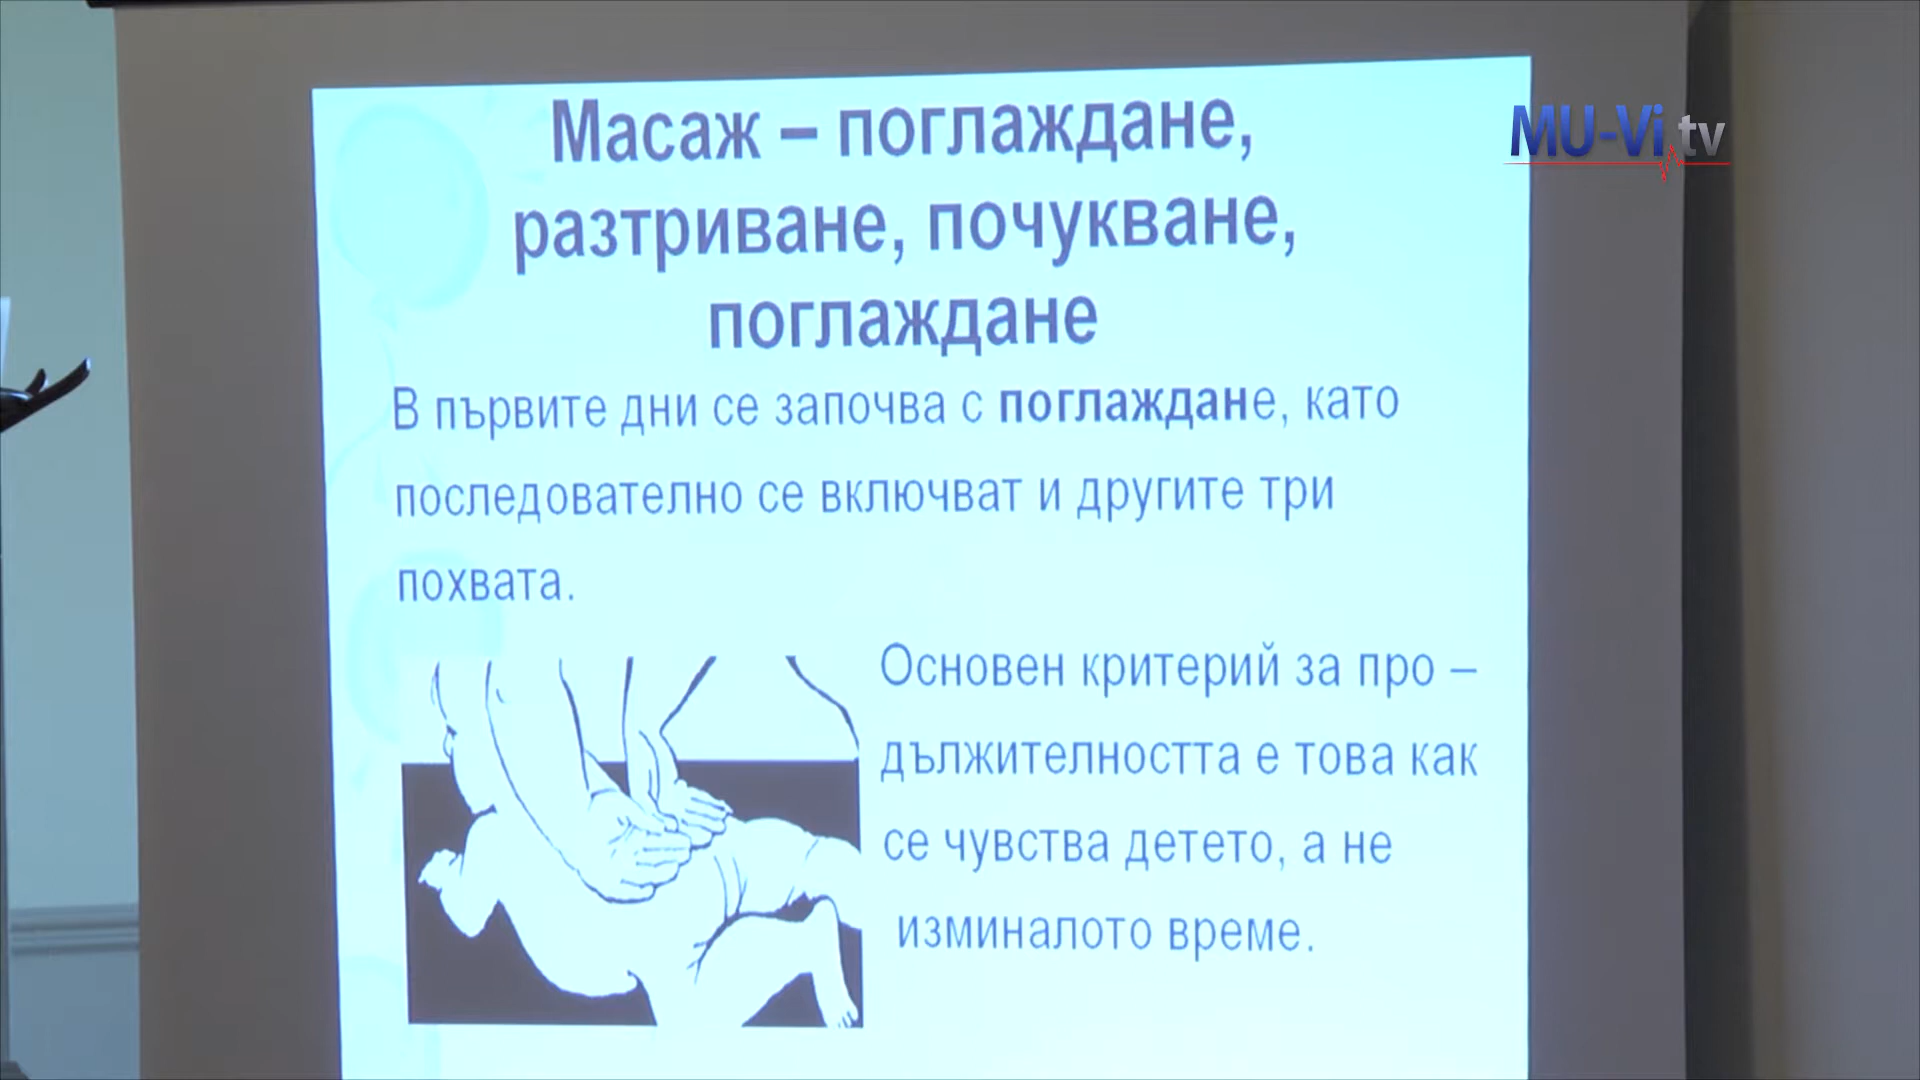 Масаж – поглаждане,
разтриване, почукване,
поглаждане
В първите дни се започва с поглаждане, като
последователно се включват и другите три
похвата.
Основен критерий за про –
дължителността е това как
се чувства детето, а не
изминалото време.
MU-Vi.tv